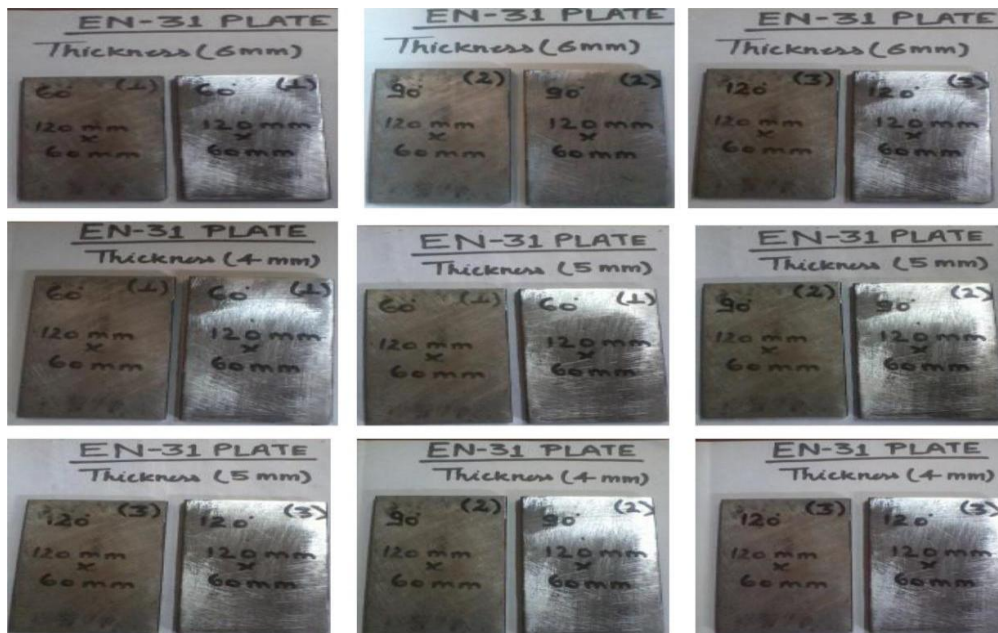 EN-31 PLATE
Thickness (6mm)
60° (1)
120 mm
x
60 mm
60° (1)
120 mm
x
60 mm
EN-31 PLATE
Thickness (6mm)
90° (2)
120 mm
x
60 mm
90° (2)
120 mm
x
60 mm
EN-31 PLATE
Thickness (6mm)
120° (3)
120 mm
x
60 mm
120° (3)
120 mm
x
60 mm
EN-31 PLATE
Thickness (4 mm)
60° (1)
120 mm
x
60 mm
60° (1)
120 mm
x
60 mm
EN-31 PLATE
Thickness (5 mm)
60° (1)
120 mm
x
60 mm
60° (1)
120 mm
x
60 mm
EN-31 PLATE
Thickness (5 mm)
90° (2)
120 mm
x
60 mm
90° (2)
120 mm
x
60 mm
EN-31 PLATE
Thickness (5 mm)
120° (3)
120 mm
x
60 mm
120° (3)
120 mm
x
60 mm
EN-31 PLATE
Thickness (4 mm)
90° (2)
120 mm
x
60 mm
90° (2)
120 mm
x
60 mm
EN-31 PLATE
Thickness (4 mm)
120° (3)
120 mm
x
60 mm
120° (3)
120 mm
x
60 mm